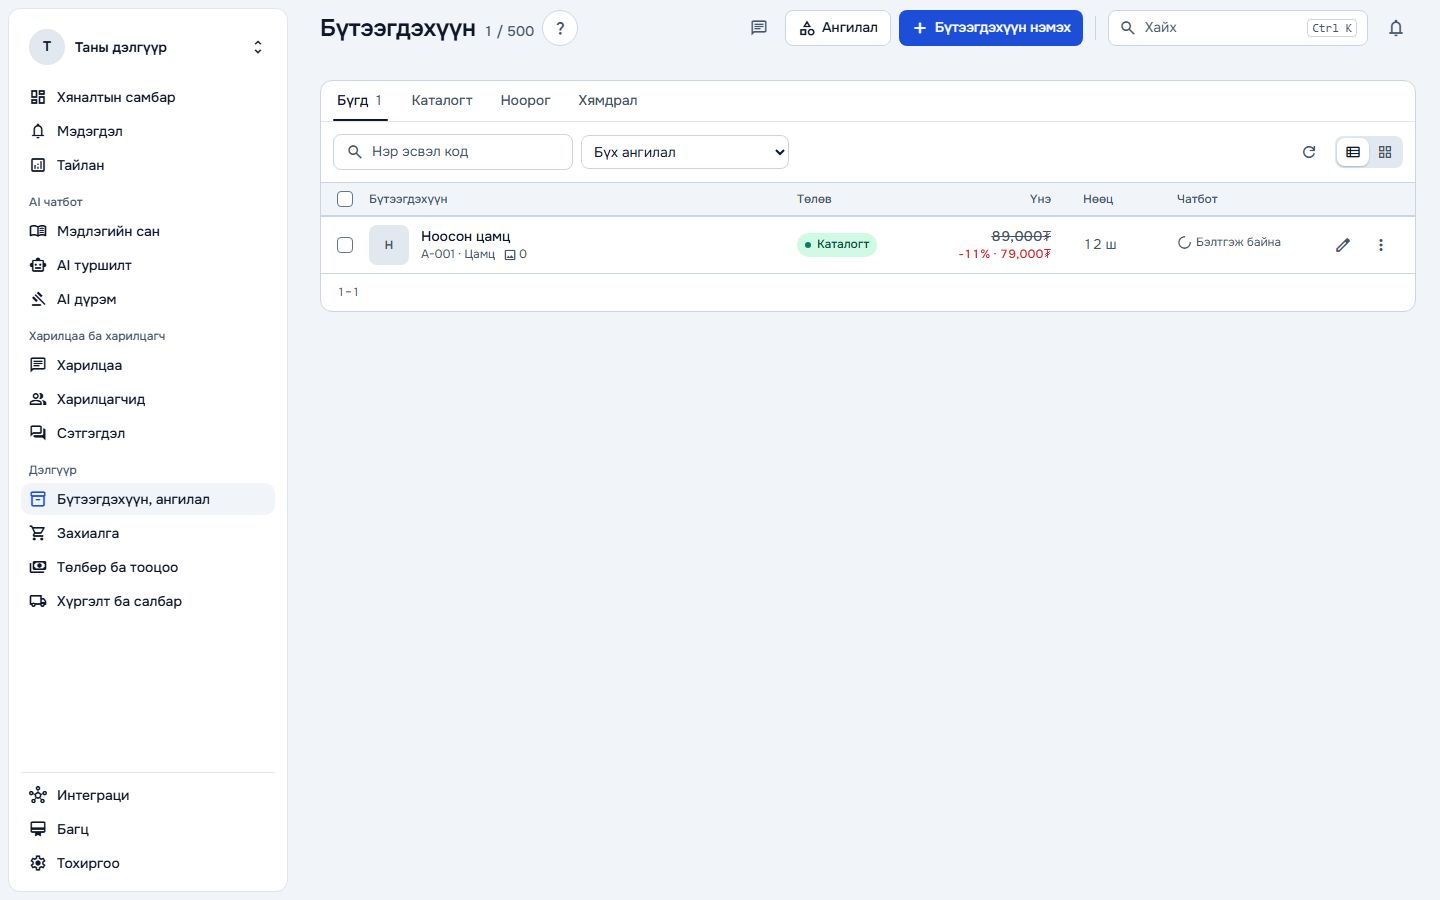 Т Таны дэлгүүр
Хяналтын самбар
Мэдэгдэл
Тайлан
AI чатбот
Мэдлэгийн сан
AI туршилт
AI дүрэм
Харилцаа ба харилцагч
Харилцаа
Харилцагчид
Сэтгэгдэл
Дэлгүүр
Бүтээгдэхүүн, ангилал
Захиалга
Төлбөр ба тооцоо
Хүргэлт ба салбар
Интеграци
Багц
Тохиргоо
Бүтээгдэхүүн 1 / 500 ?
Ангилал
+ Бүтээгдэхүүн нэмэх
Хайх Ctrl K
Бүгд 1 Каталогт Ноорог Хямдрал
Нэр эсвэл код Бүх ангилал
Бүтээгдэхүүн Төлөв Үнэ Нөөц Чатбот
Н Ноосон цамц Каталогт 89,000₮ 12 ш Бэлтгэж байна
A-001 · Цамц 0 -11% · 79,000₮
1–1